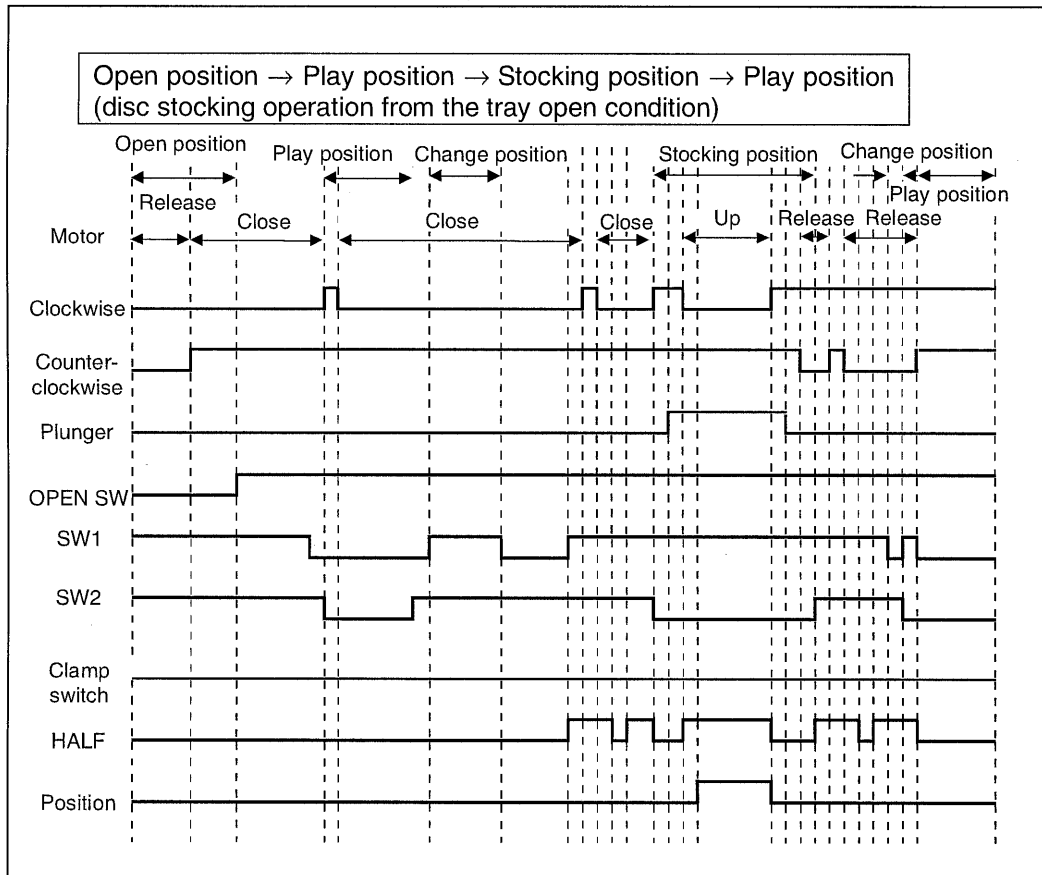 Open position → Play position → Stocking position → Play position
(disc stocking operation from the tray open condition)
Open position
Play position
Change position
Stocking position
Change position
Play position
Release
Close
Close
Close
Up
Release
Release
Motor
Clockwise
Counter-
clockwise
Plunger
OPEN SW
SW1
SW2
Clamp
switch
HALF
Position